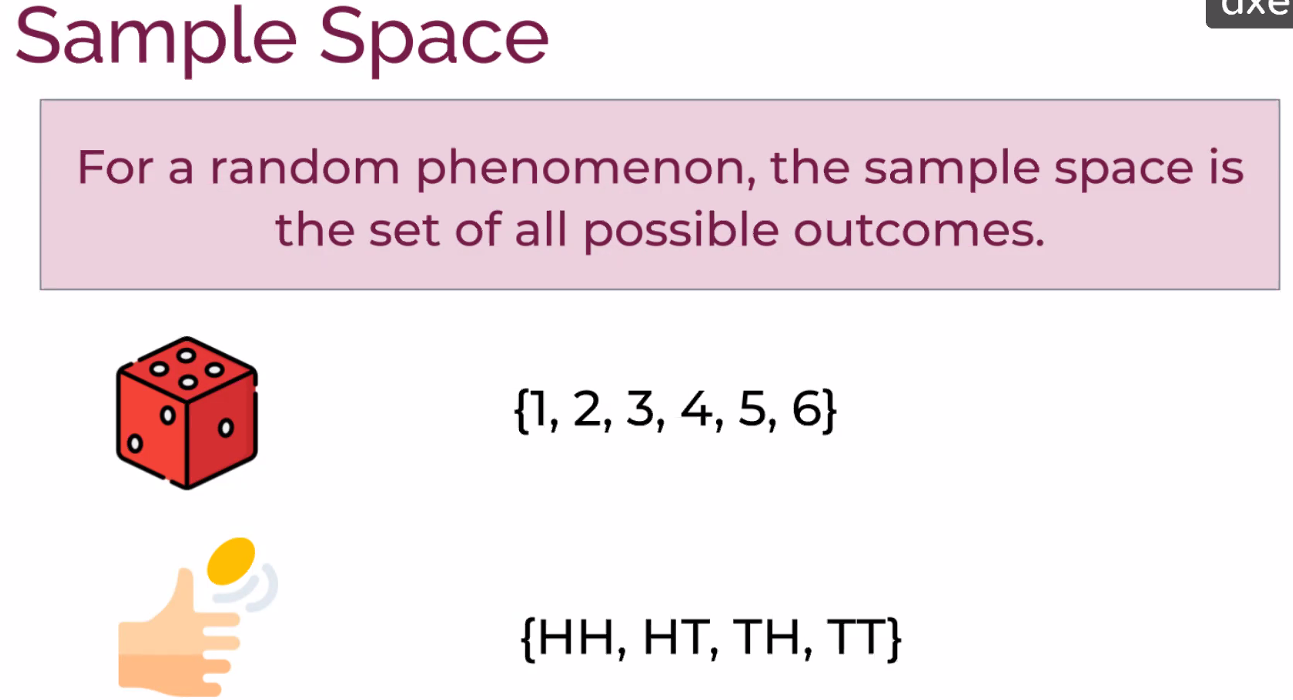 Sample Space
For a random phenomenon, the sample space is
the set of all possible outcomes.
{1, 2, 3, 4, 5, 6}
{HH, HT, TH, TT}